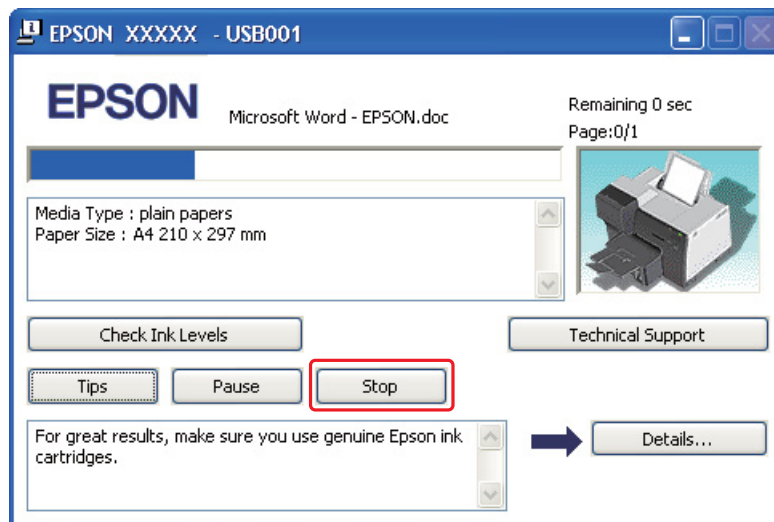 EPSON XXXXX - USB001
EPSON
Microsoft Word - EPSON.doc
Remaining 0 sec
Page:0/1
Media Type : plain papers
Paper Size : A4 210 x 297 mm
Check Ink Levels
Technical Support
Tips
Pause
Stop
For great results, make sure you use genuine Epson ink
cartridges.
Details...